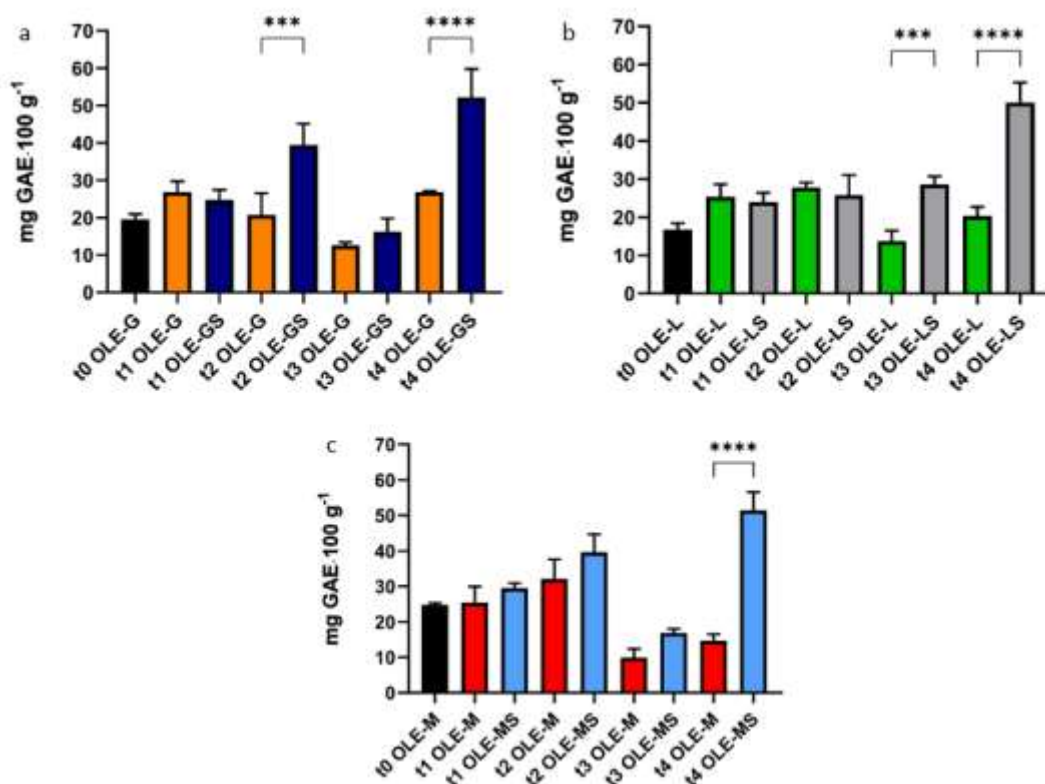 a
*** ****
mg GAE·100 g⁻¹
70
60
50
40
30
20
10
0
t0 OLE-G
t1 OLE-G
t1 OLE-GS
t2 OLE-G
t2 OLE-GS
t3 OLE-G
t3 OLE-GS
t4 OLE-G
t4 OLE-GS
b
*** ****
mg GAE·100 g⁻¹
70
60
50
40
30
20
10
0
t0 OLE-L
t1 OLE-L
t1 OLE-LS
t2 OLE-L
t2 OLE-LS
t3 OLE-L
t3 OLE-LS
t4 OLE-L
t4 OLE-LS
c
****
mg GAE·100 g⁻¹
70
60
50
40
30
20
10
0
t0 OLE-M
t1 OLE-M
t1 OLE-MS
t2 OLE-M
t2 OLE-MS
t3 OLE-M
t3 OLE-MS
t4 OLE-M
t4 OLE-MS